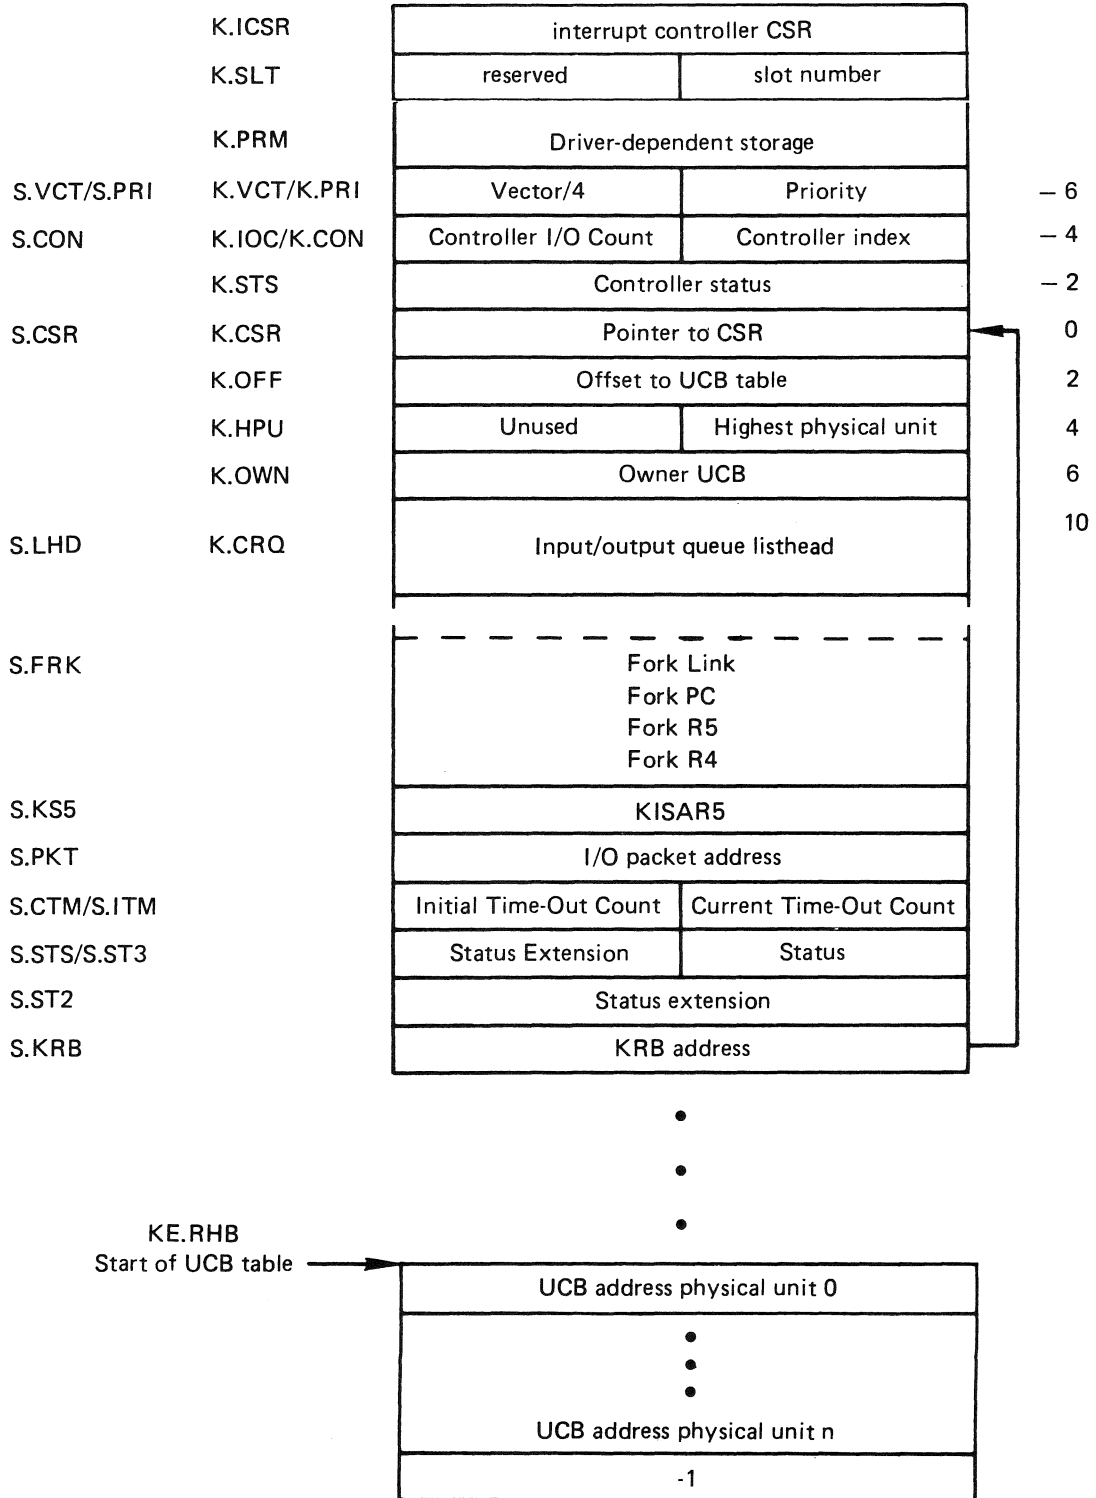 K.ICSR interrupt controller CSR
K.SLT reserved slot number
K.PRM Driver-dependent storage
S.VCT/S.PRI K.VCT/K.PRI Vector/4 Priority – 6
S.CON K.IOC/K.CON Controller I/O Count Controller index – 4
K.STS Controller status – 2
S.CSR K.CSR Pointer to CSR 0
K.OFF Offset to UCB table 2
K.HPU Unused Highest physical unit 4
K.OWN Owner UCB 6
10
S.LHD K.CRQ Input/output queue listhead
S.FRK Fork Link
Fork PC
Fork R5
Fork R4
S.KS5 KISAR5
S.PKT I/O packet address
S.CTM/S.ITM Initial Time-Out Count Current Time-Out Count
S.STS/S.ST3 Status Extension Status
S.ST2 Status extension
S.KRB KRB address
KE.RHB
Start of UCB table
UCB address physical unit 0
UCB address physical unit n
-1